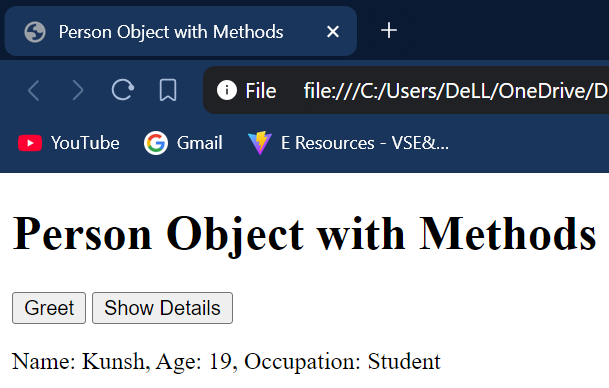 Person Object with Methods
File file:///C:/Users/DeLL/OneDrive/D
YouTube Gmail E Resources - VSE&...
Person Object with Methods
Greet Show Details
Name: Kunsh, Age: 19, Occupation: Student